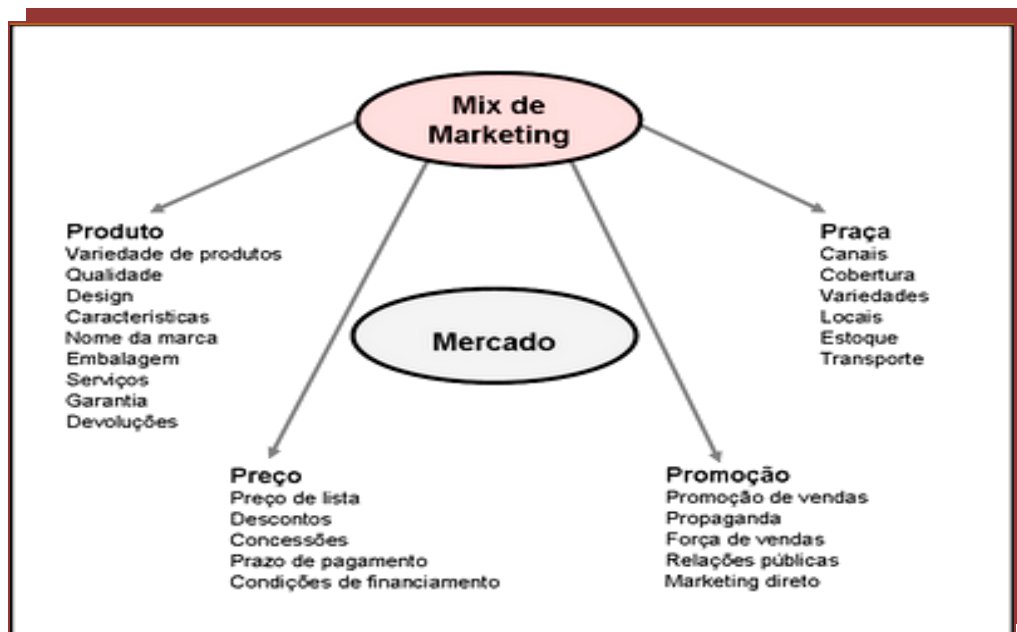 Mix de
Marketing
Produto
Variedade de produtos
Qualidade
Design
Características
Nome da marca
Embalagem
Serviços
Garantia
Devoluções
Praça
Canais
Cobertura
Variedades
Locais
Estoque
Transporte
Mercado
Preço
Preço de lista
Descontos
Concessões
Prazo de pagamento
Condições de financiamento
Promoção
Promoção de vendas
Propaganda
Força de vendas
Relações públicas
Marketing direto